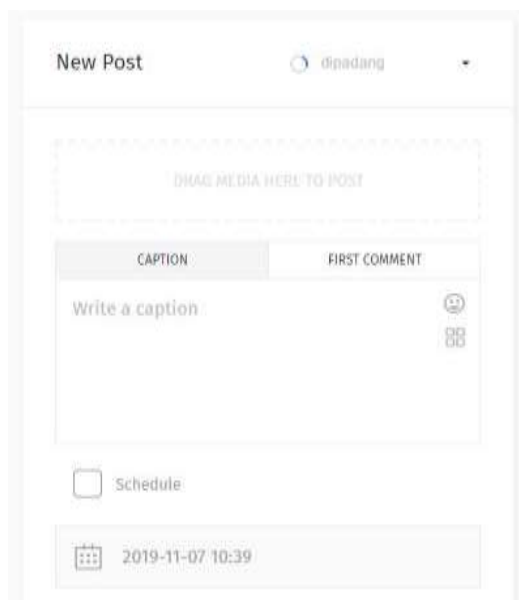 New Post
dipadang
DRAG MEDIA HERE TO POST
CAPTION
FIRST COMMENT
Write a caption
Schedule
2019-11-07 10:39